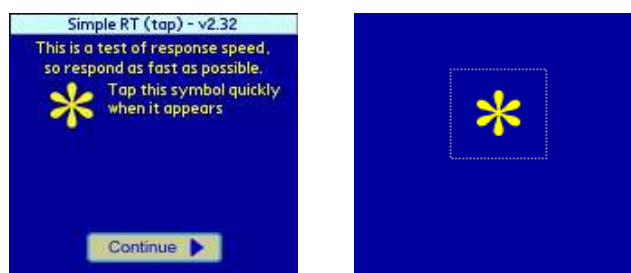 Simple RT (tap) - v2.32
This is a test of response speed,
so respond as fast as possible.
Tap this symbol quickly
when it appears
Continue